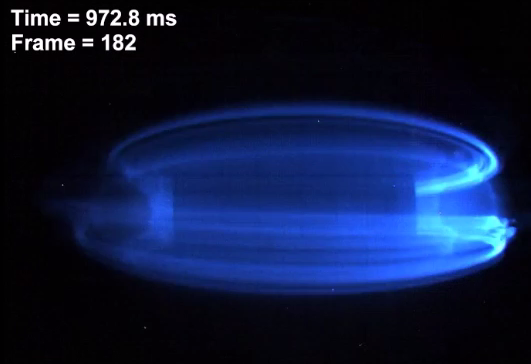 Time = 972.8 ms
Frame = 182